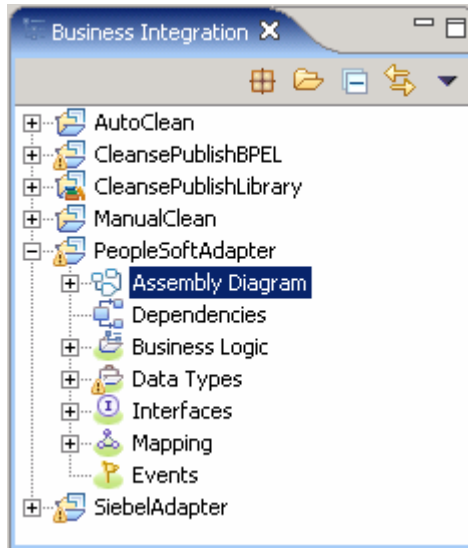 Business Integration
AutoClean
CleansePublishBPEL
CleansePublishLibrary
ManualClean
PeopleSoftAdapter
Assembly Diagram
Dependencies
Business Logic
Data Types
Interfaces
Mapping
Events
SiebelAdapter